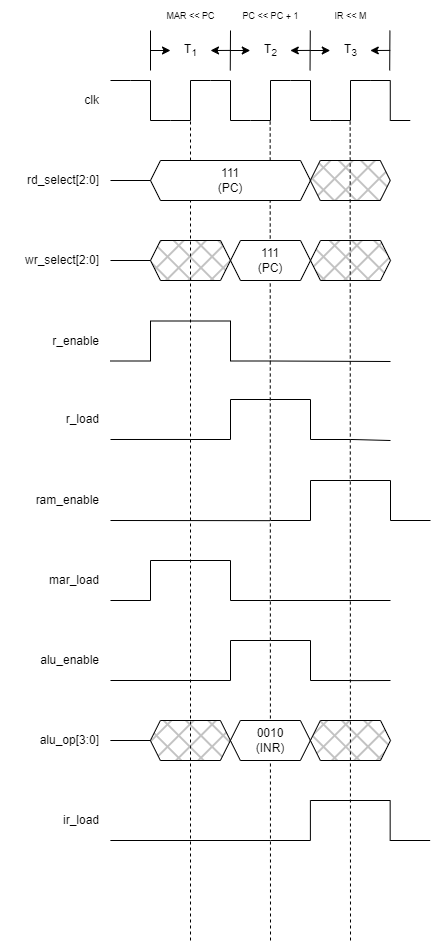 MAR << PC PC << PC + 1 IR << M
T1 T2 T3
clk
rd_select[2:0] 111
(PC)
wr_select[2:0] 111
(PC)
r_enable
r_load
ram_enable
mar_load
alu_enable
alu_op[3:0] 0010
(INR)
ir_load